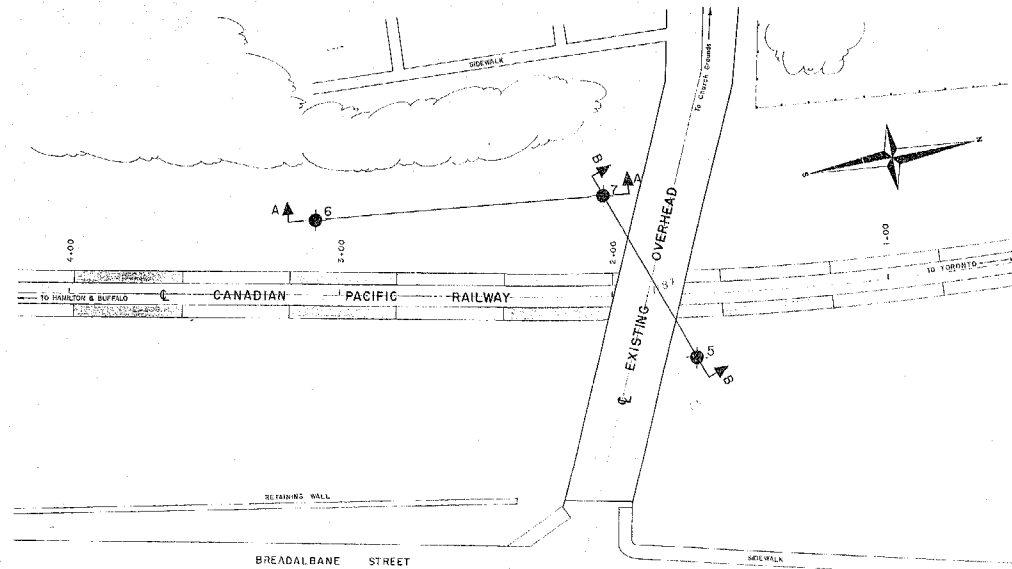 SIDEWALK
To Church Grounds
N
S
B
A
7
A
6
OVERHEAD
4+00
3+00
2+00
1+00
TO HAMILTON & BUFFALO
℄
CANADIAN PACIFIC RAILWAY
TO TORONTO
EXISTING
℄
5
B
RETAINING WALL
BREADALBANE STREET
SIDEWALK